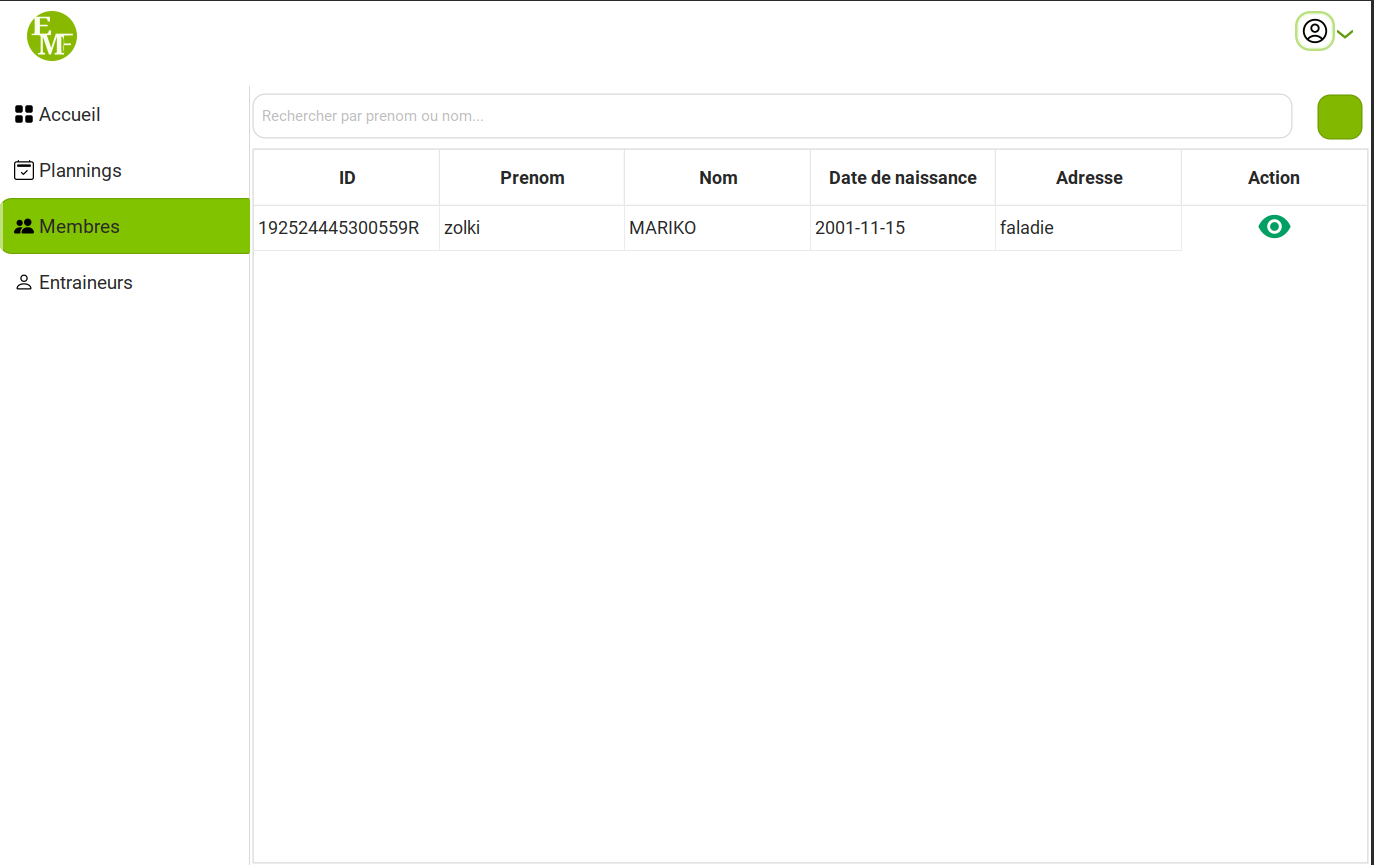 EMF
Accueil
Plannings
Membres
Entraineurs
Rechercher par prenom ou nom...
ID Prenom Nom Date de naissance Adresse Action
192524445300559R zolki MARIKO 2001-11-15 faladie